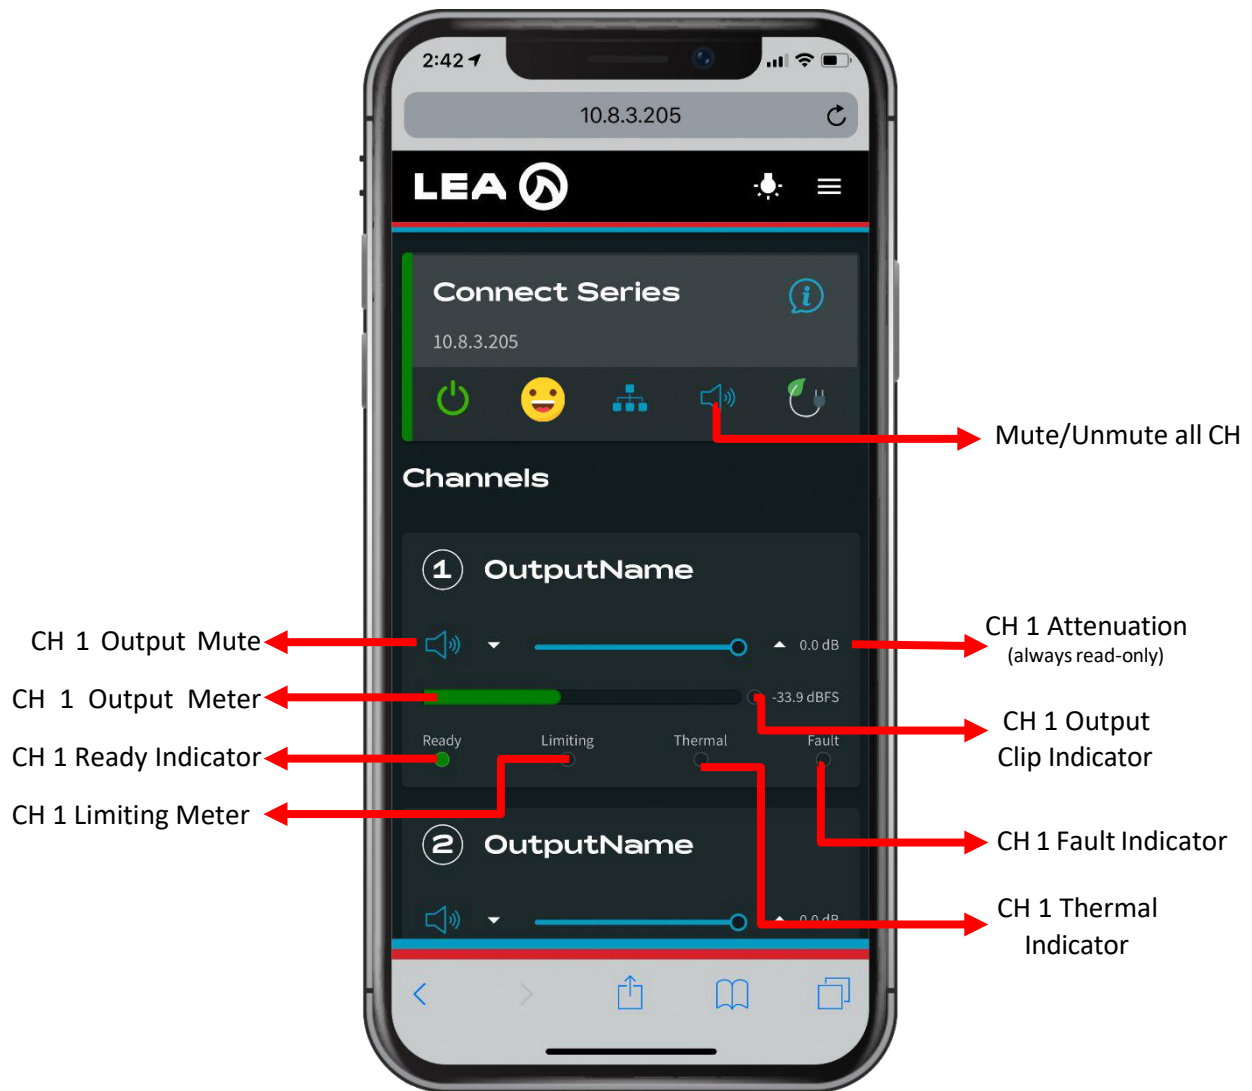 2:42
10.8.3.205
LEA
Connect Series
10.8.3.205
Mute/Unmute all CH
Channels
1 OutputName
CH 1 Output Mute
0.0 dB
CH 1 Attenuation
(always read-only)
CH 1 Output Meter
-33.9 dBFS
CH 1 Output
Clip Indicator
Ready Limiting Thermal Fault
CH 1 Ready Indicator
CH 1 Limiting Meter
2 OutputName
CH 1 Fault Indicator
0.0 dB
CH 1 Thermal
Indicator